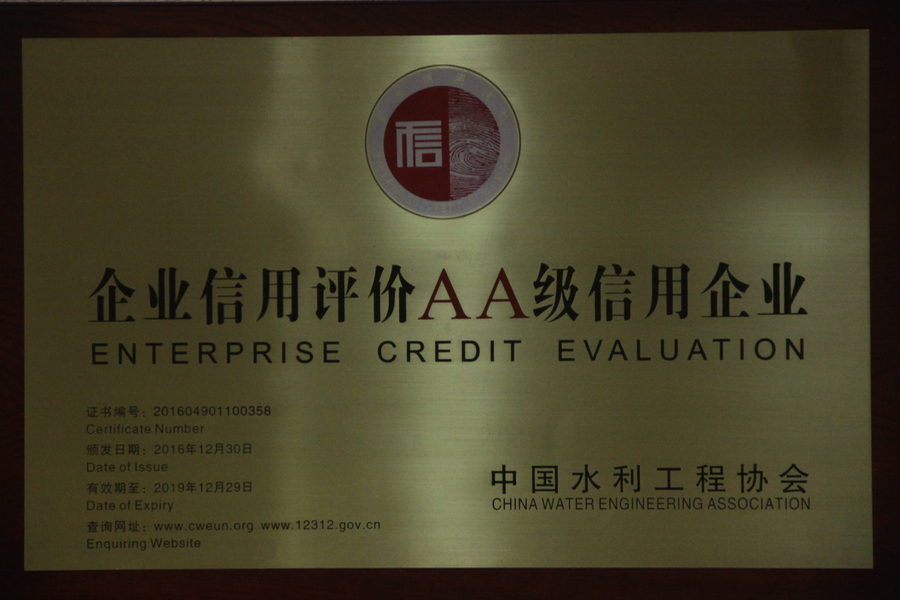 信
企业信用评价AA级信用企业
ENTERPRISE CREDIT EVALUATION
证书编号：201604901100358
Certificate Number
颁发日期：2016年12月30日
Date of Issue
有效期至：2019年12月29日
Date of Expiry
查询网址：www.cweun.org www.12312.gov.cn
Enquiring Website
中国水利工程协会
CHINA WATER ENGINEERING ASSOCIATION